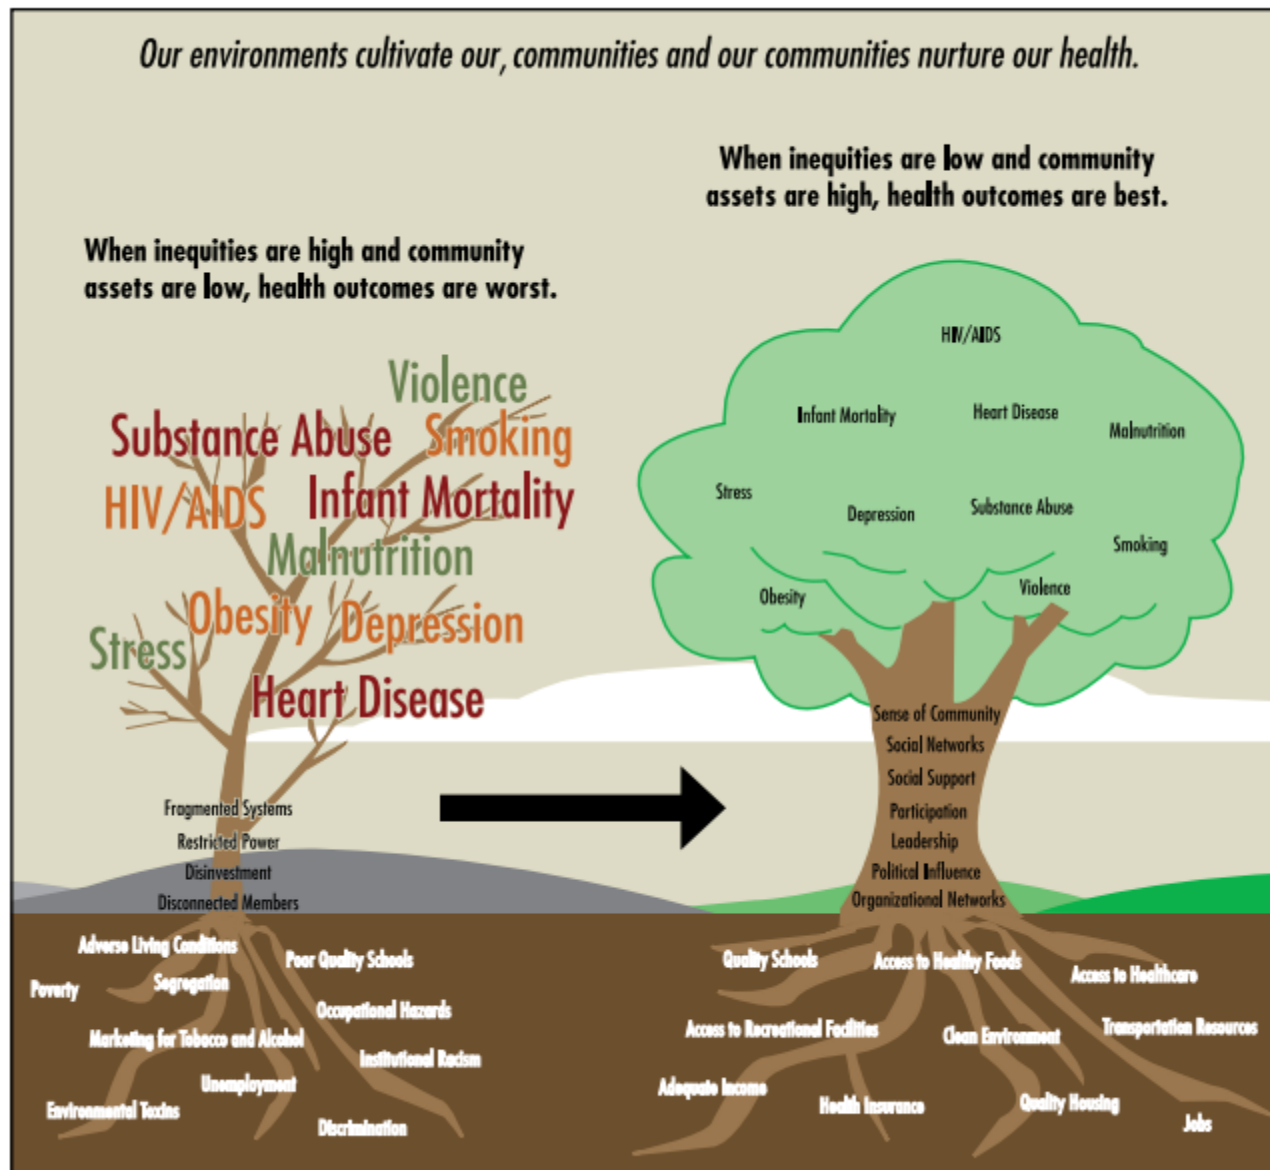 Our environments cultivate our, communities and our communities nurture our health.
When inequities are high and community
assets are low, health outcomes are worst.
Violence
Substance Abuse
Smoking
HIV/AIDS
Infant Mortality
Malnutrition
Obesity
Depression
Stress
Heart Disease
Fragmented Systems
Restricted Power
Disinvestment
Disconnected Members
Adverse Living Conditions
Poor Quality Schools
Poverty
Segregation
Occupational Hazards
Marketing for Tobacco and Alcohol
Institutional Racism
Unemployment
Environmental Toxins
Discrimination
When inequities are low and community
assets are high, health outcomes are best.
HIV/AIDS
Infant Mortality
Heart Disease
Malnutrition
Stress
Depression
Substance Abuse
Smoking
Obesity
Violence
Sense of Community
Social Networks
Social Support
Participation
Leadership
Political Influence
Organizational Networks
Quality Schools
Access to Healthy Foods
Access to Healthcare
Access to Recreational Facilities
Clean Environment
Transportation Resources
Adequate Income
Health Insurance
Quality Housing
Jobs